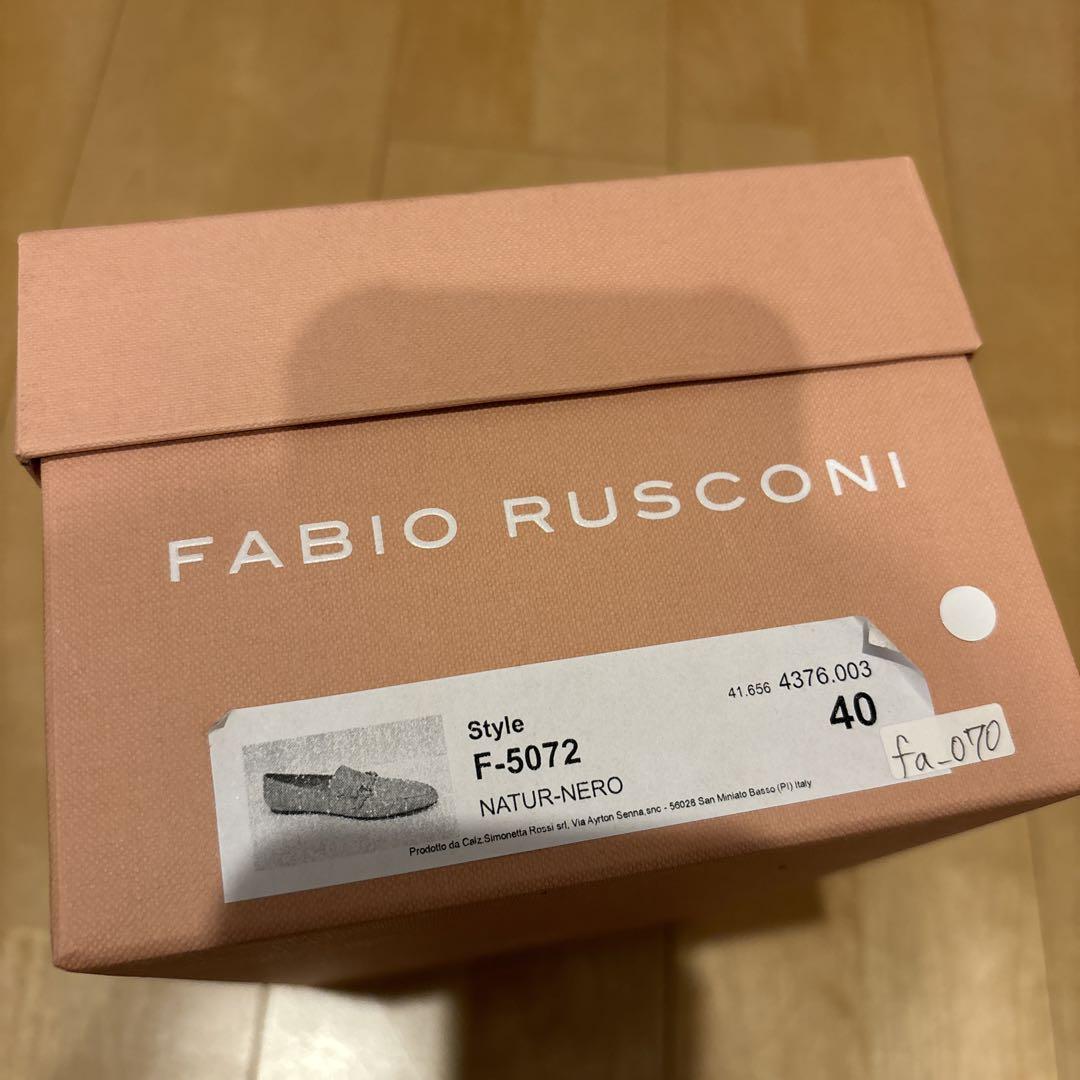 FABIO RUSCONI
Style
F-5072
NATUR-NERO
41.656 4376.003
40
fa_070
Prodotto da Calz.Simonetta Rossi srl, Via Ayrton Senna,snc - 56028 San Miniato Basso (PI) Italy